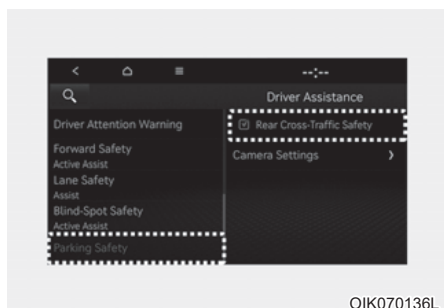 --:--
Driver Assistance
Driver Attention Warning
Forward Safety
Active Assist
Lane Safety
Assist
Blind-Spot Safety
Active Assist
Parking Safety
Rear Cross-Traffic Safety
Camera Settings
OIK070136L